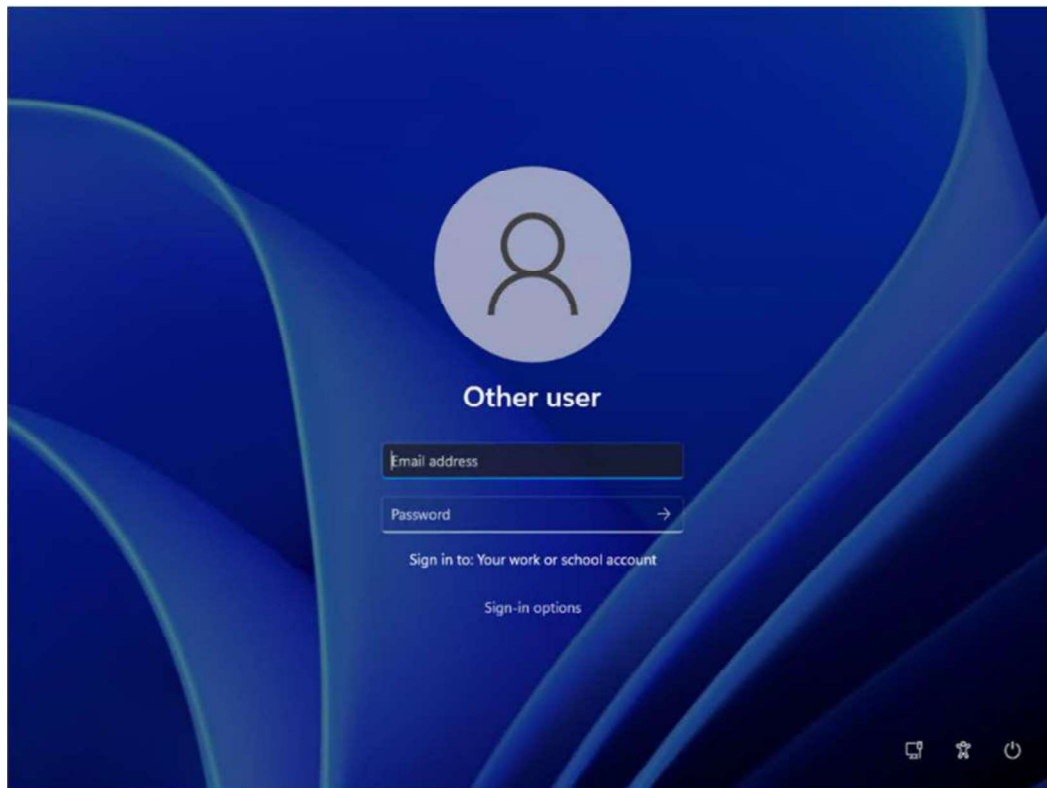 Other user
Email address
Password
Sign in to: Your work or school account
Sign-in options